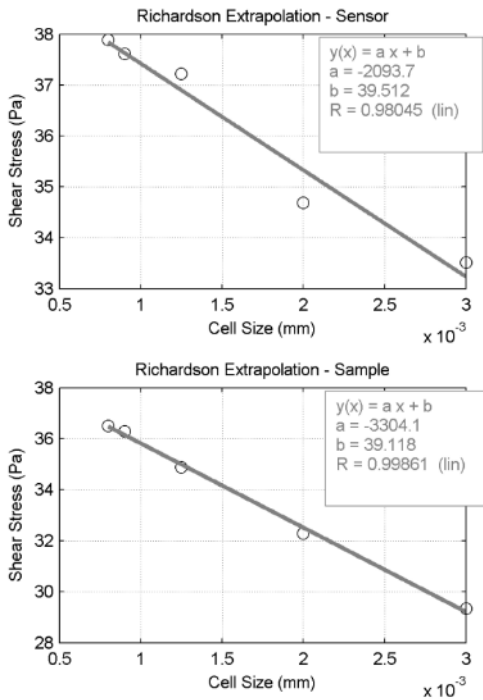 Richardson Extrapolation - Sensor
38
37
36
35
34
33
Shear Stress (Pa)
y(x) = a x + b
a = -2093.7
b = 39.512
R = 0.98045 (lin)
0.5
1
1.5
2
2.5
3
Cell Size (mm)
x 10⁻³
Richardson Extrapolation - Sample
38
36
34
32
30
28
Shear Stress (Pa)
y(x) = a x + b
a = -3304.1
b = 39.118
R = 0.99861 (lin)
0.5
1
1.5
2
2.5
3
Cell Size (mm)
x 10⁻³